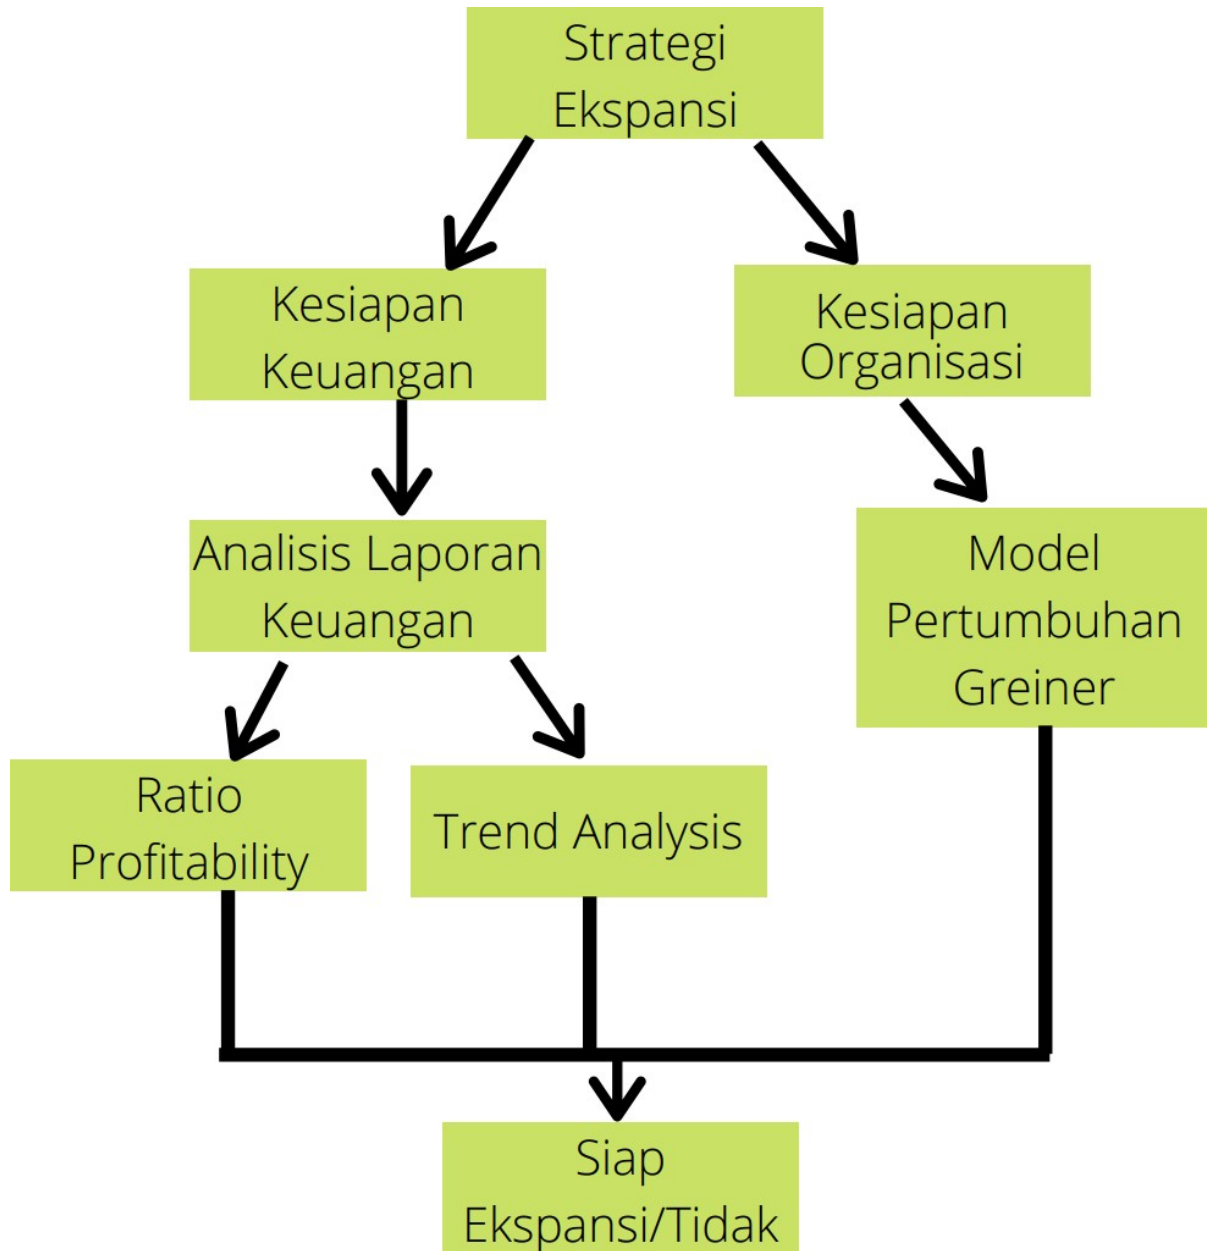 Strategi
Ekspansi
Kesiapan
Keuangan
Kesiapan
Organisasi
Analisis Laporan
Keuangan
Model
Pertumbuhan
Greiner
Ratio
Profitability
Trend Analysis
Siap
Ekspansi/Tidak